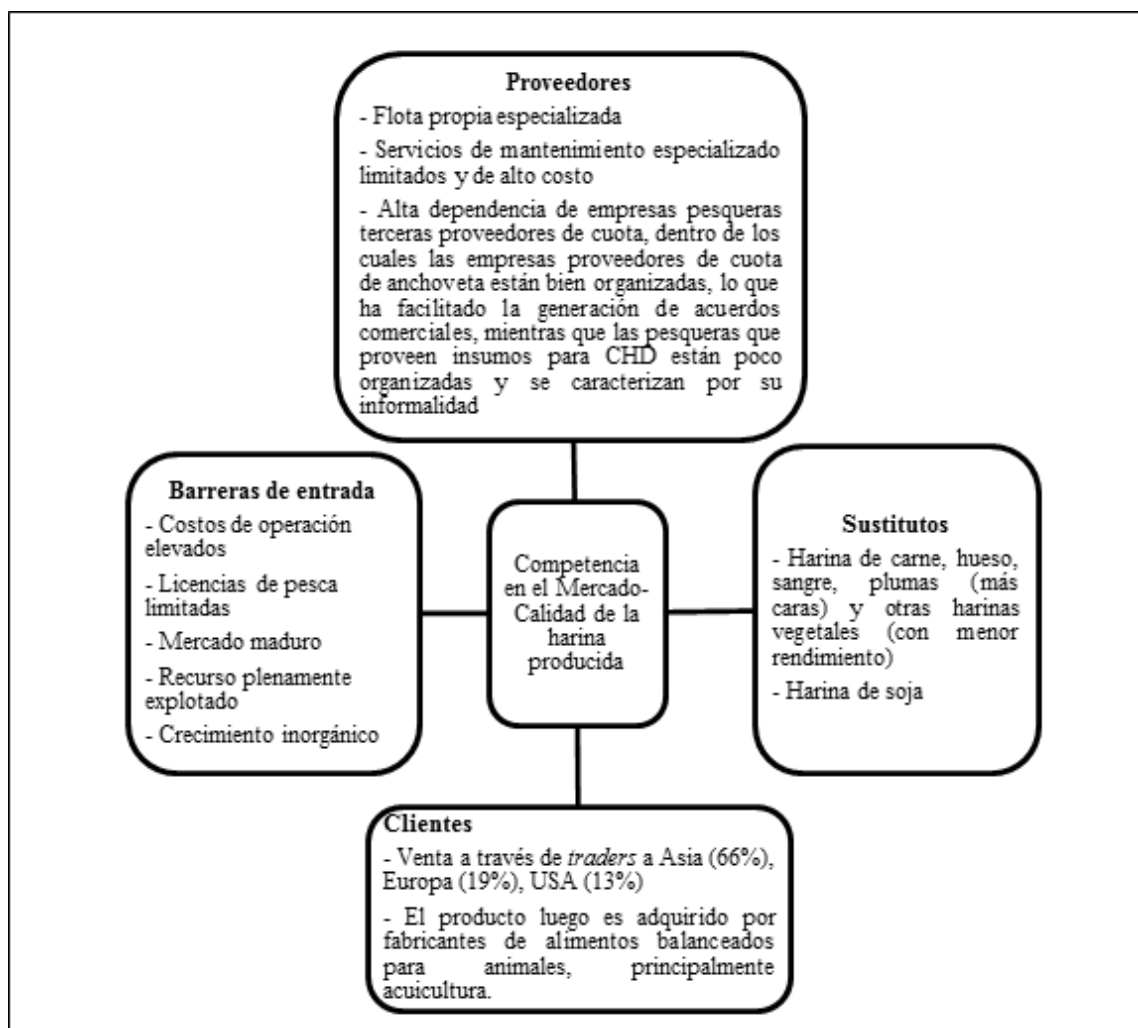 Proveedores
- Flota propia especializada
- Servicios de mantenimiento especializado
limitados y de alto costo
- Alta dependencia de empresas pesqueras
terceras proveedores de cuota, dentro de los
cuales las empresas proveedores de cuota
de anchoveta están bien organizadas, lo que
ha facilitado la generación de acuerdos
comerciales, mientras que las pesqueras que
proveen insumos para CHD están poco
organizadas y se caracterizan por su
informalidad
Barreras de entrada
- Costos de operación
elevados
- Licencias de pesca
limitadas
- Mercado maduro
- Recurso plenamente
explotado
- Crecimiento inorgánico
Competencia
en el Mercado-
Calidad de la
harina
producida
Sustitutos
- Harina de carne, hueso,
sangre, plumas (más
caras) y otras harinas
vegetales (con menor
rendimiento)
- Harina de soja
Clientes
- Venta a través de traders a Asia (66%),
Europa (19%), USA (13%)
- El producto luego es adquirido por
fabricantes de alimentos balanceados
para animales, principalmente
acuicultura.